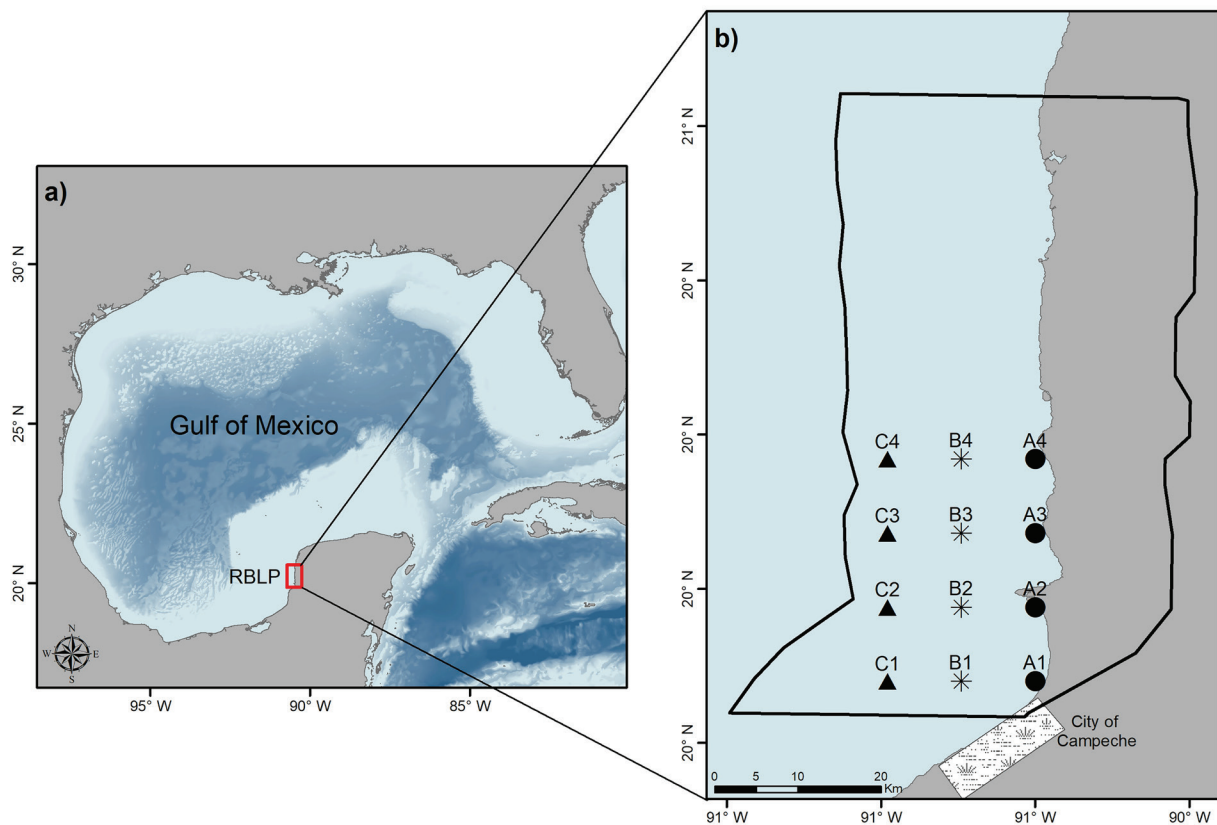 a)
30° N
25° N
20° N
Gulf of Mexico
RBLP
N
W E
S
95° W 90° W 85° W
b)
21° N
20° N
20° N
20° N
20° N
C4 B4 A4
C3 B3 A3
C2 B2 A2
C1 B1 A1
City of
Campeche
0 5 10 20
Km
91° W 91° W 91° W 90° W